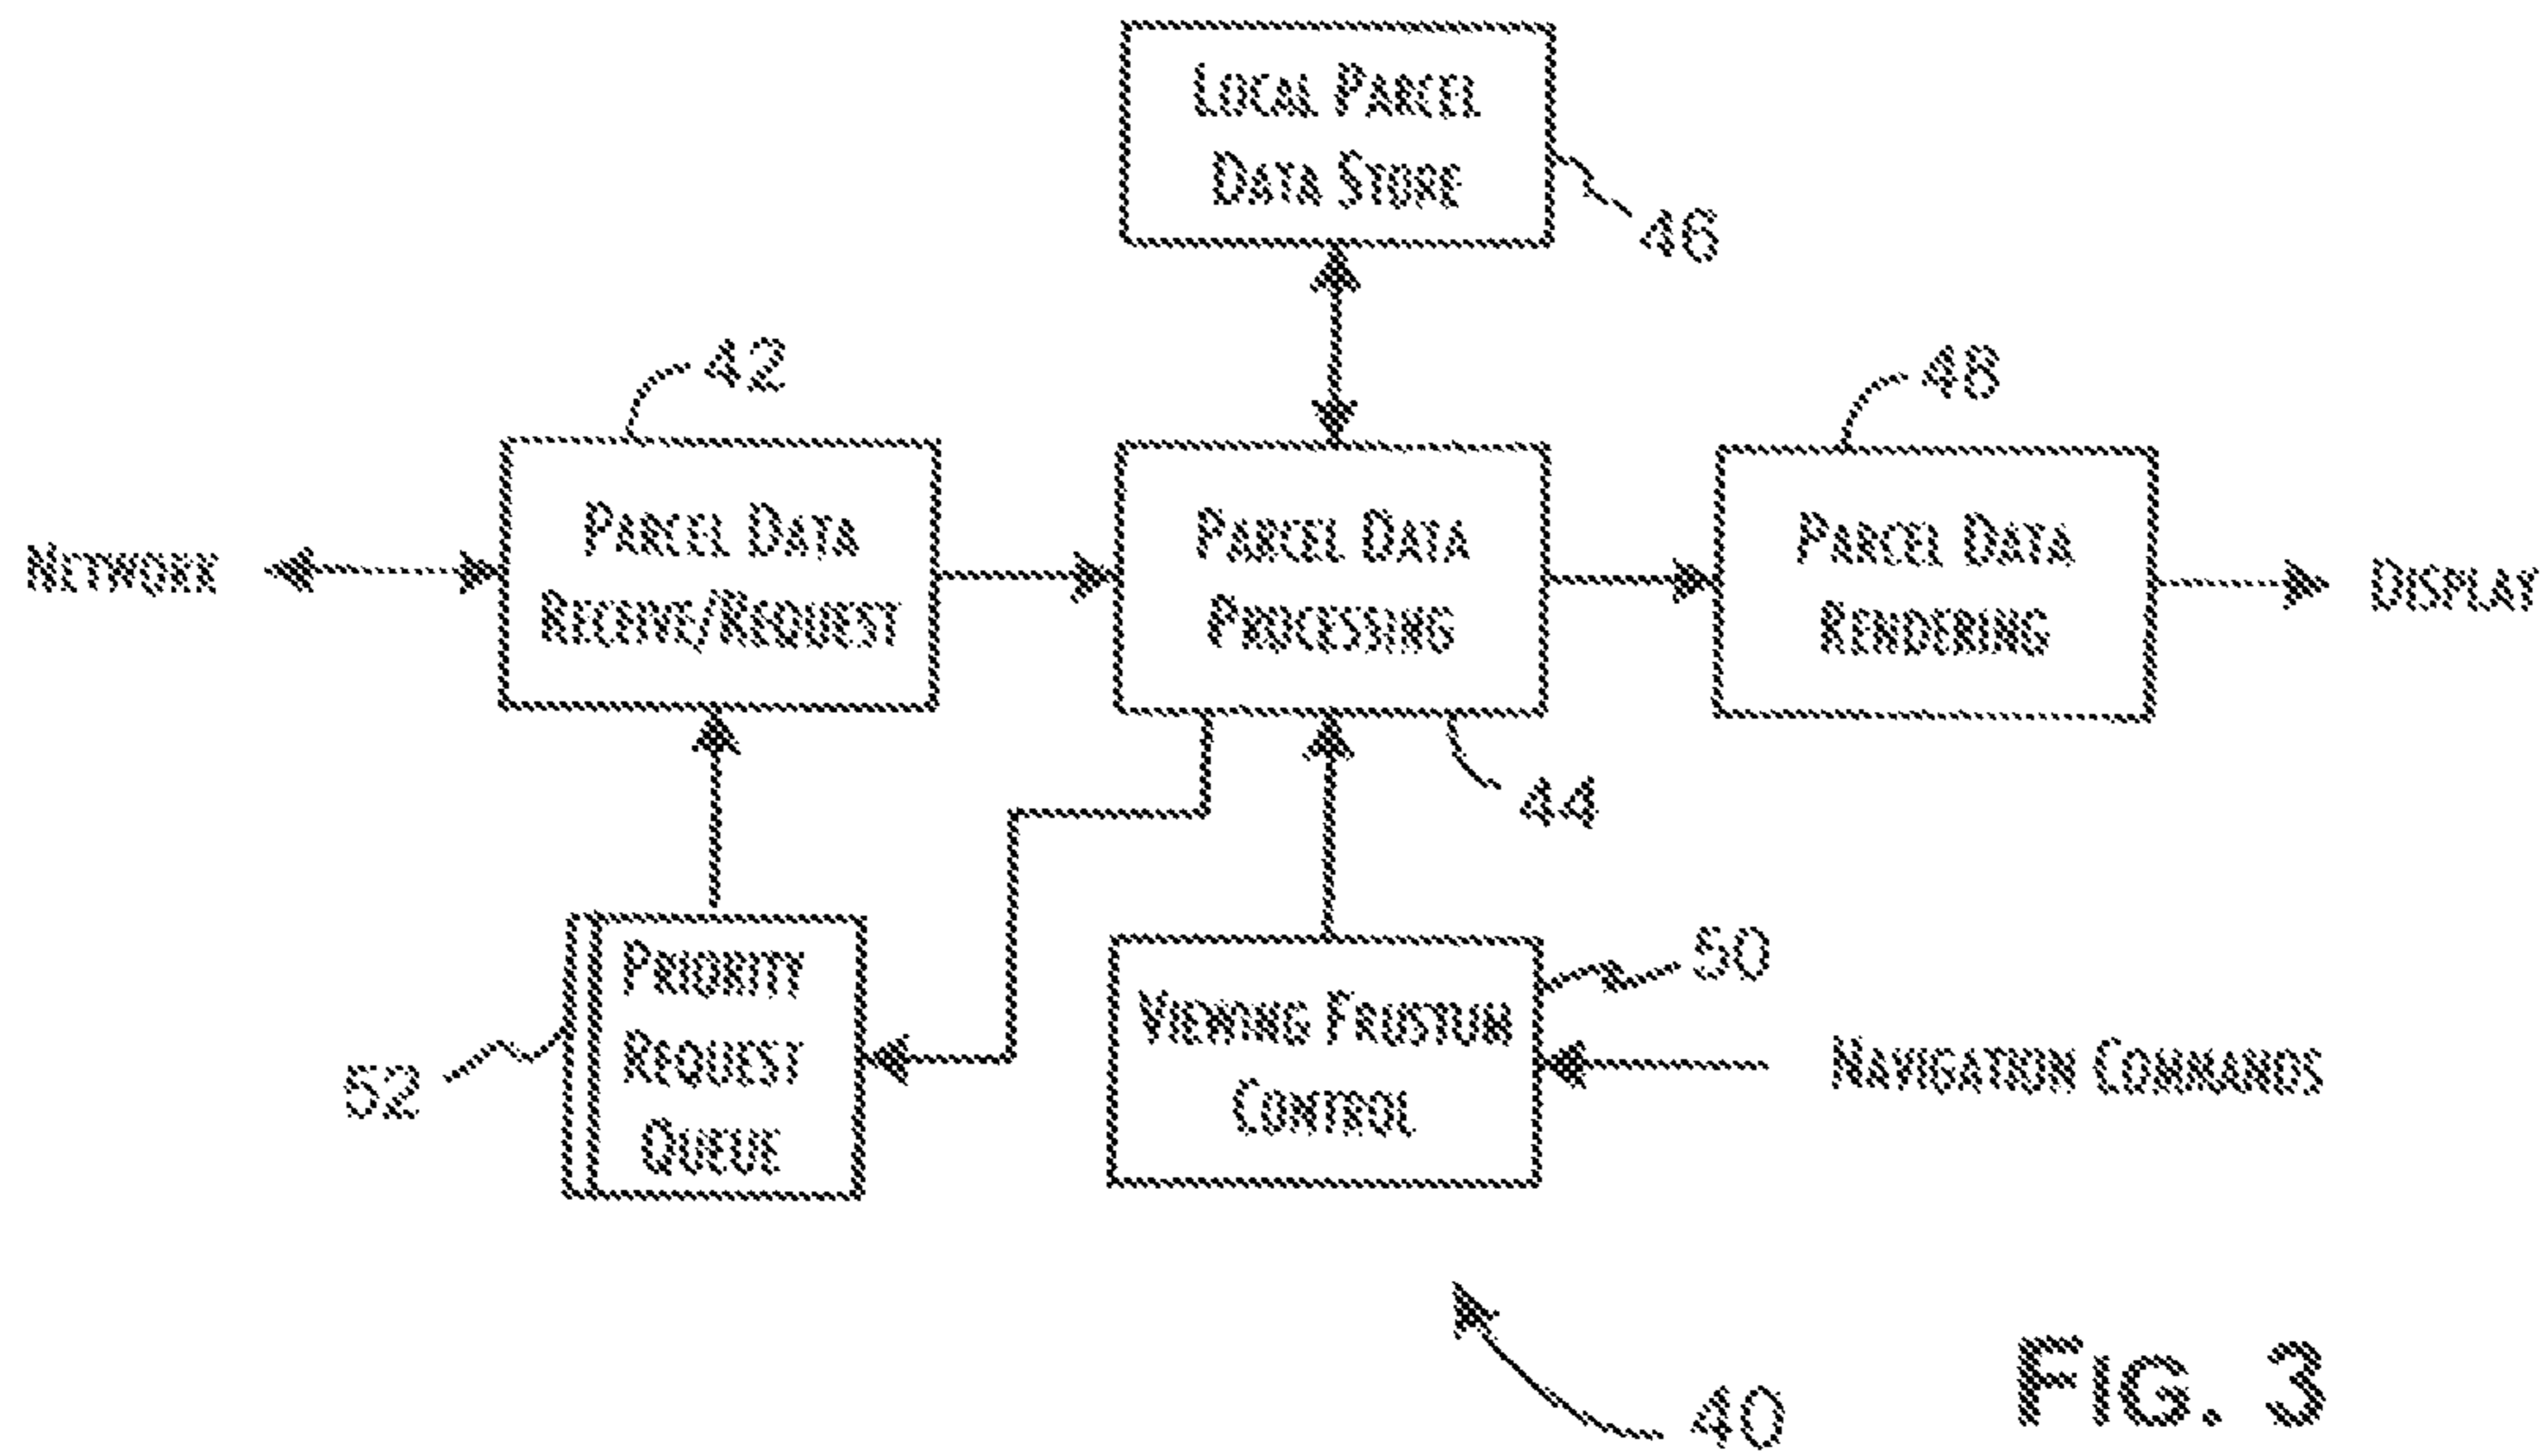 LOCAL PARCEL
DATA STORE
46
42
48
NETWORK
PARCEL DATA
RECEIVE/REQUEST
PARCEL DATA
PROCESSING
PARCEL DATA
RENDERING
DISPLAY
44
PRIORITY
REQUEST
QUEUE
52
50
VIEWING FRUSTUM
CONTROL
NAVIGATION COMMANDS
40
FIG. 3